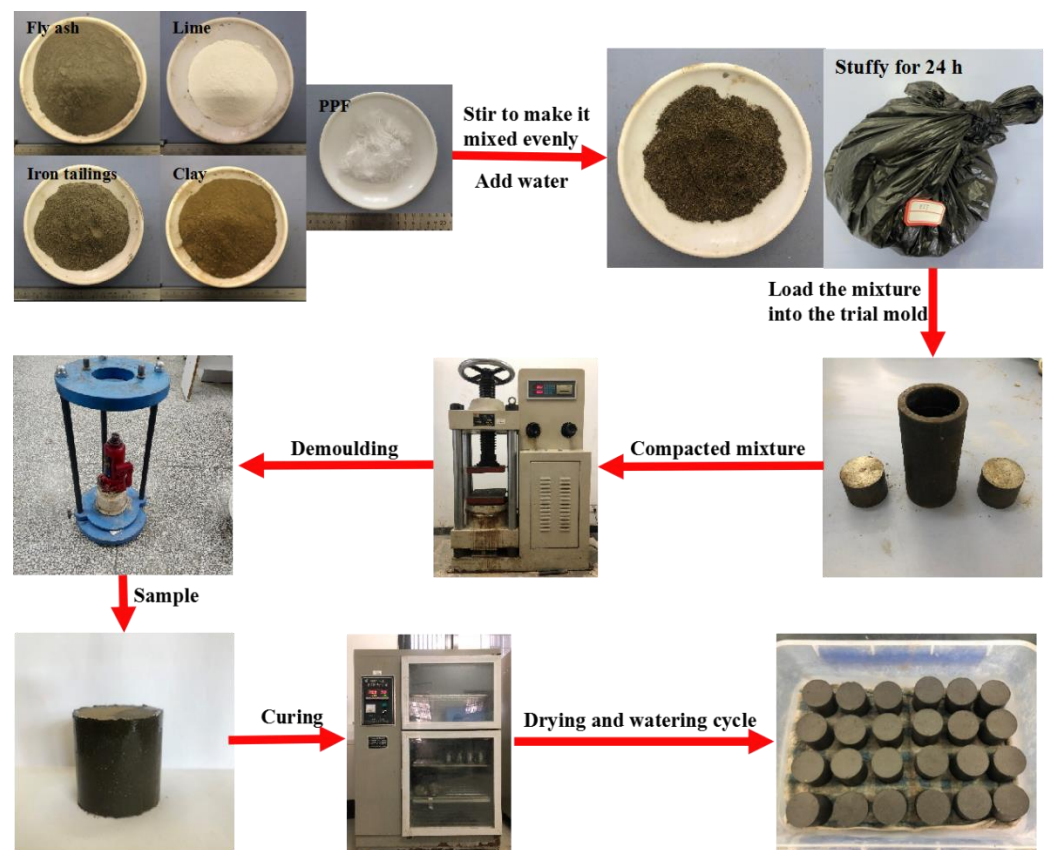 Fly ash
Lime
PPF
Iron tailings
Clay
Stir to make it
mixed evenly
Add water
Stuffy for 24 h
Load the mixture
into the trial mold
Compacted mixture
Demoulding
Sample
Curing
Drying and watering cycle